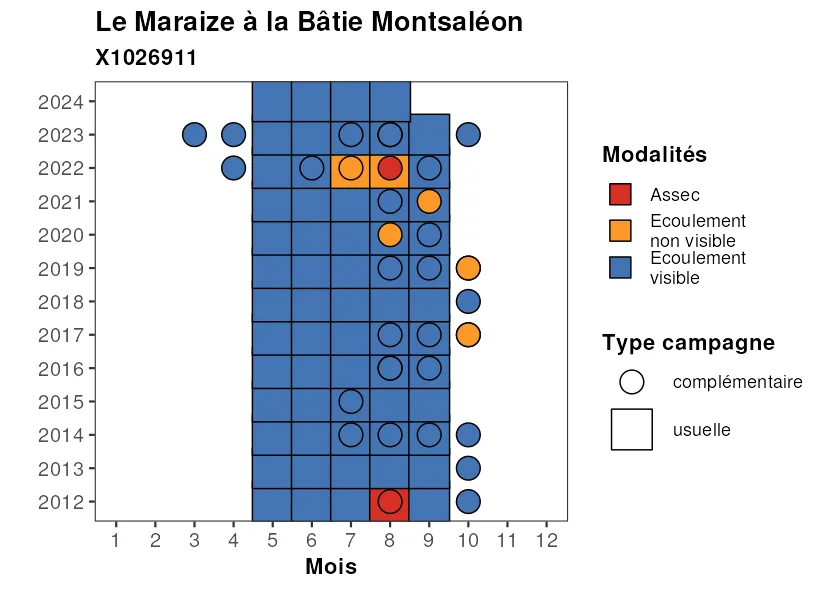 Le Maraize à la Bâtie Montsaléon
X1026911
2024
2023
2022
2021
2020
2019
2018
2017
2016
2015
2014
2013
2012
1 2 3 4 5 6 7 8 9 10 11 12
Mois
Modalités
Assec
Ecoulement
non visible
Ecoulement
visible
Type campagne
complémentaire
usuelle